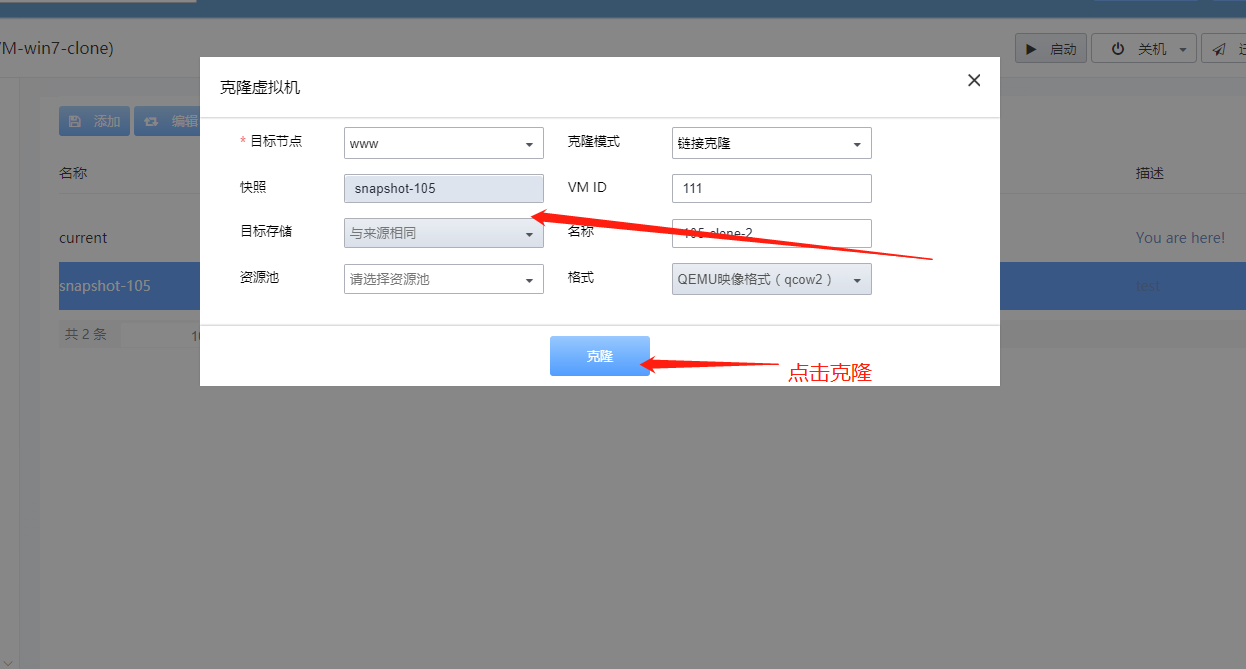 M-win7-clone)
启动
关机
克隆虚拟机
添加
编辑
* 目标节点
www
克隆模式
链接克隆
名称
描述
快照
snapshot-105
VM ID
111
目标存储
与来源相同
名称
105-clone-2
current
You are here!
资源池
请选择资源池
格式
QEMU映像格式（qcow2）
snapshot-105
test
共 2 条
克隆
点击克隆